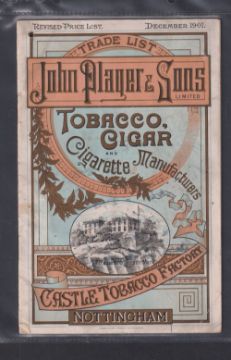 REVISED PRICE LIST. DECEMBER 1907.
TRADE LIST
John Player & Sons
LIMITED
TOBACCO,
CIGAR
AND
Cigarette Manufacturers
CASTLE TOBACCO FACTORY
NOTTINGHAM